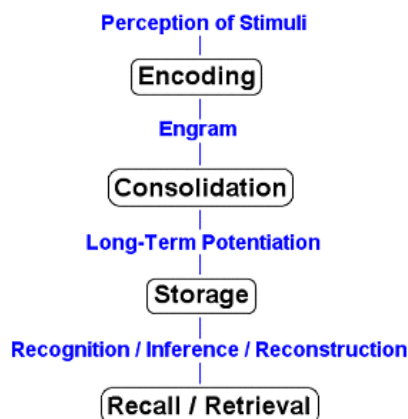 Perception of Stimuli
Encoding
Engram
Consolidation
Long-Term Potentiation
Storage
Recognition / Inference / Reconstruction
Recall / Retrieval